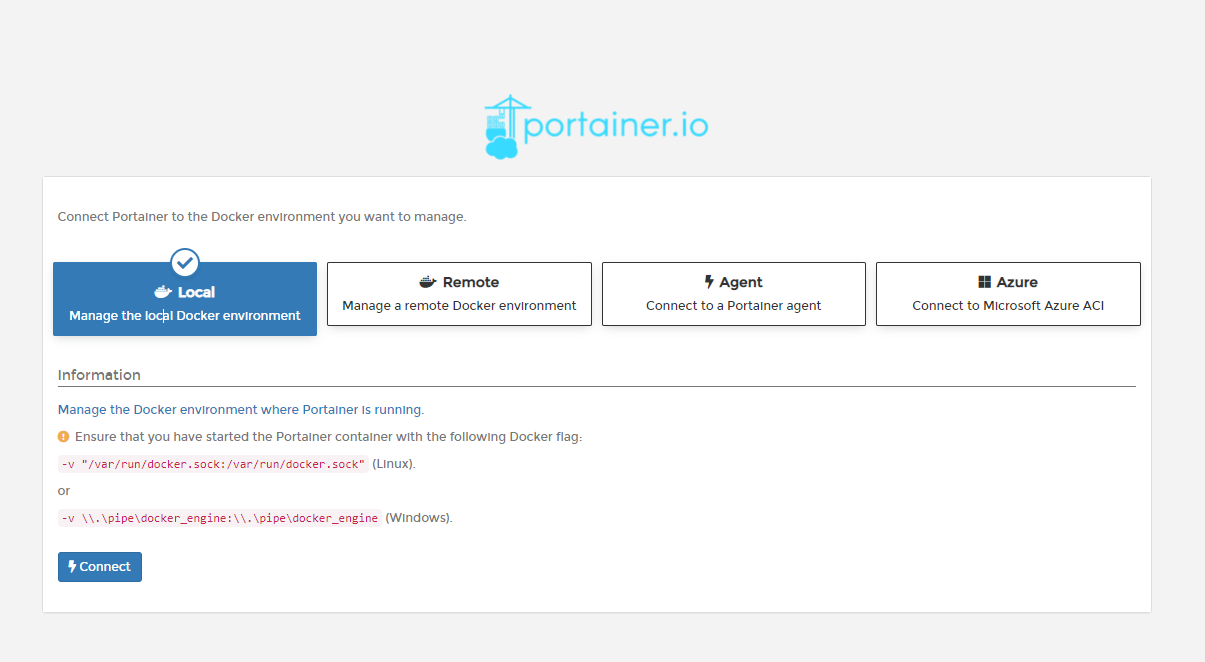 portainer.io
Connect Portainer to the Docker environment you want to manage.
Local
Manage the local Docker environment
Remote
Manage a remote Docker environment
Agent
Connect to a Portainer agent
Azure
Connect to Microsoft Azure ACI
Information
Manage the Docker environment where Portainer is running.
Ensure that you have started the Portainer container with the following Docker flag:
-v "/var/run/docker.sock:/var/run/docker.sock" (Linux).
or
-v \\.\pipe\docker_engine:\\.\pipe\docker_engine (Windows).
Connect